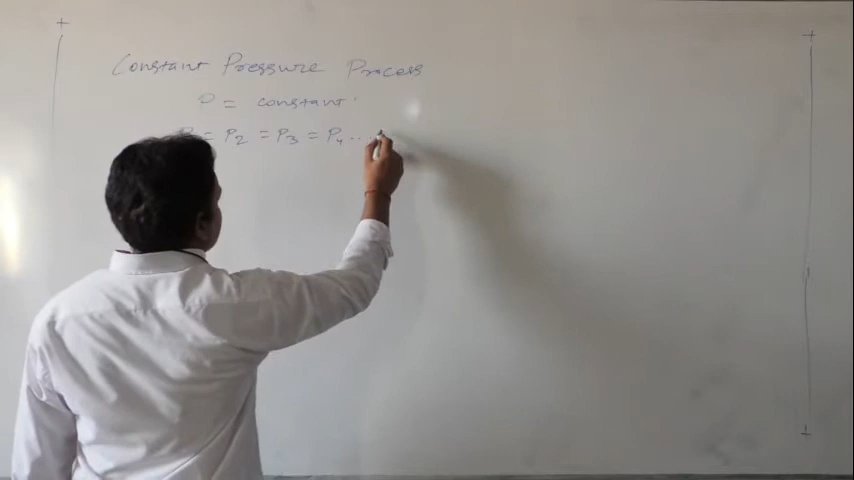 Constant Pressure Process
P = constant.
P = P2 = P3 = P4 ....